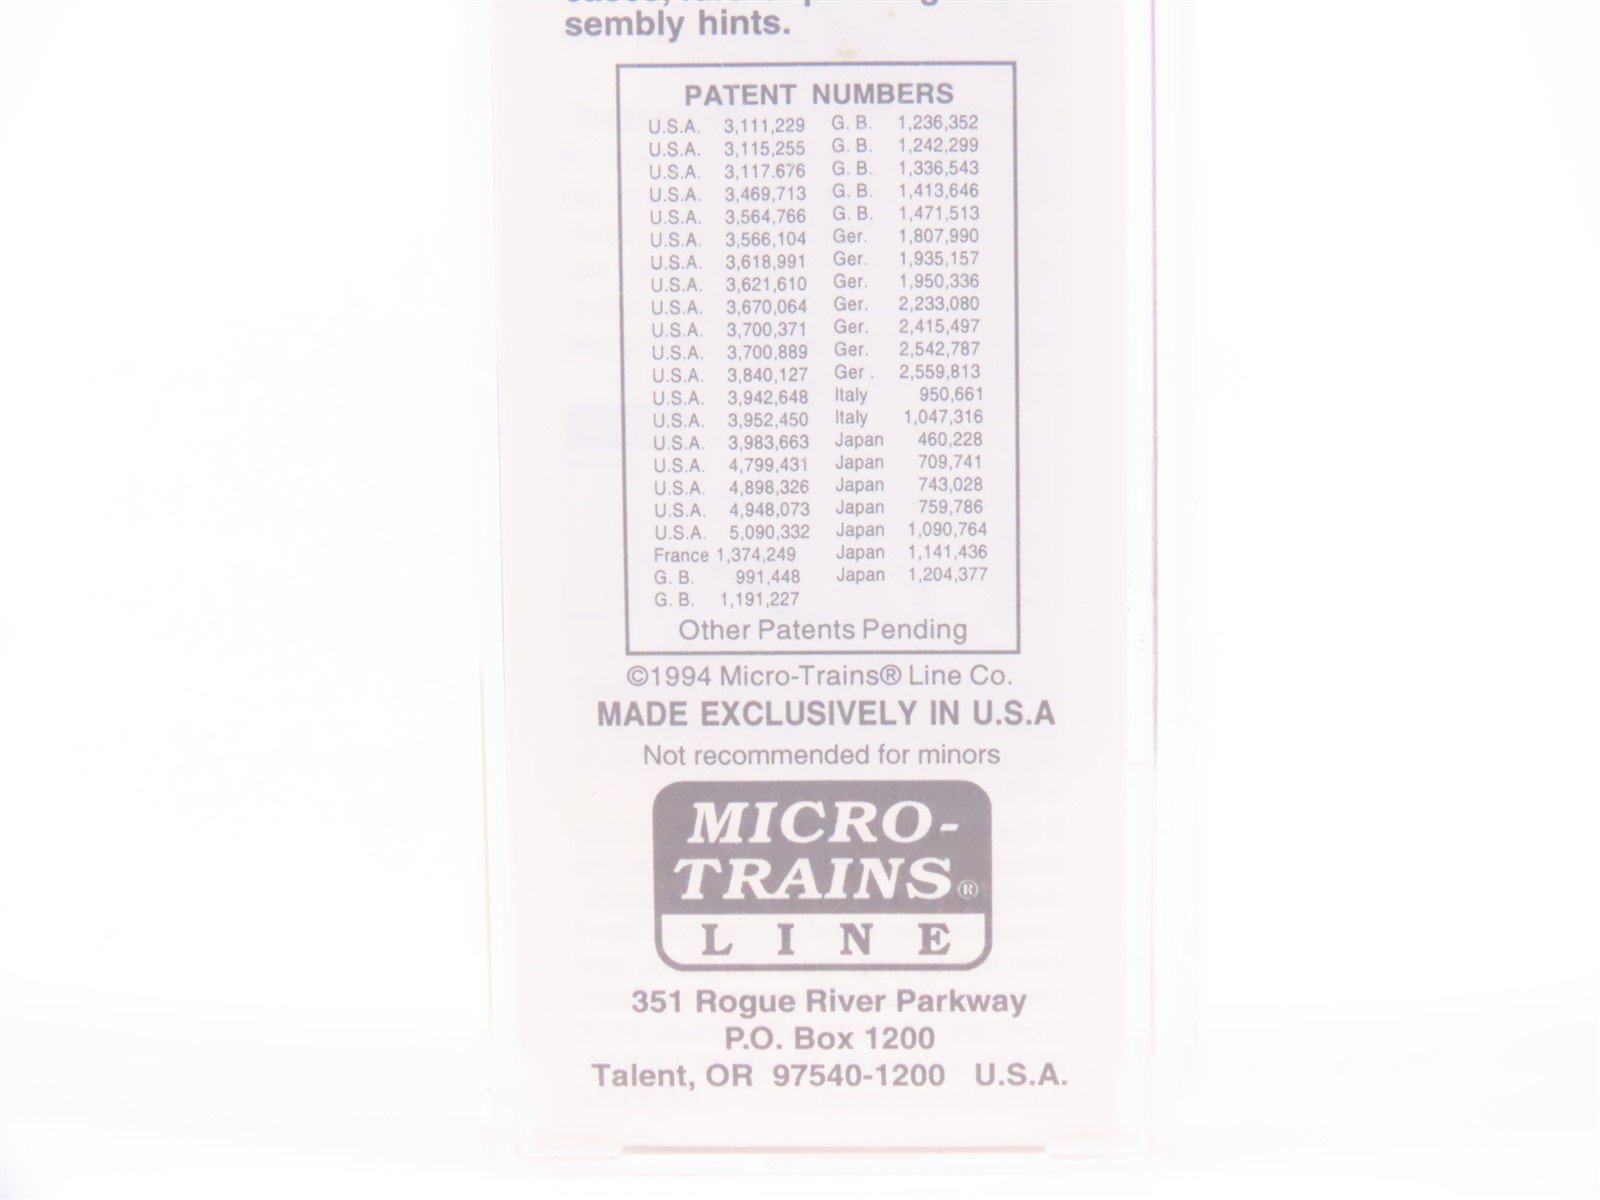 sembly hints.
PATENT NUMBERS
U.S.A. 3,111,229 G. B. 1,236,352
U.S.A. 3,115,255 G. B. 1,242,299
U.S.A. 3,117.676 G. B. 1,336,543
U.S.A. 3,469,713 G. B. 1,413,646
U.S.A. 3,564,766 G. B. 1,471,513
U.S.A. 3,566,104 Ger. 1,807,990
U.S.A. 3,618,991 Ger. 1,935,157
U.S.A. 3,621,610 Ger. 1,950,336
U.S.A. 3,670,064 Ger. 2,233,080
U.S.A. 3,700,371 Ger. 2,415,497
U.S.A. 3,700,889 Ger. 2,542,787
U.S.A. 3,840,127 Ger . 2,559,813
U.S.A. 3,942,648 Italy 950,661
U.S.A. 3,952,450 Italy 1,047,316
U.S.A. 3,983,663 Japan 460,228
U.S.A. 4,799,431 Japan 709,741
U.S.A. 4,898,326 Japan 743,028
U.S.A. 4,948,073 Japan 759,786
U.S.A. 5,090,332 Japan 1,090,764
France 1,374,249 Japan 1,141,436
G. B. 991,448 Japan 1,204,377
G. B. 1,191,227
Other Patents Pending
©1994 Micro-Trains® Line Co.
MADE EXCLUSIVELY IN U.S.A
Not recommended for minors
MICRO-
TRAINS®
LINE
351 Rogue River Parkway
P.O. Box 1200
Talent, OR 97540-1200 U.S.A.